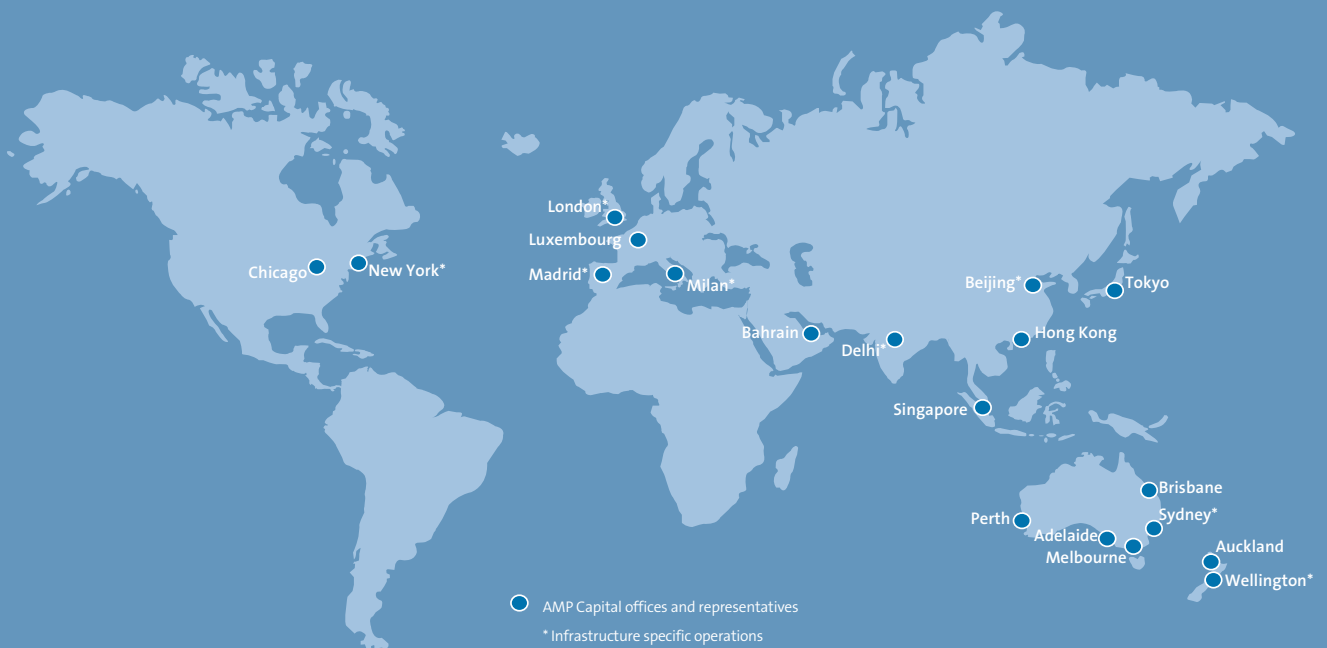 London*
Luxembourg
Madrid*
Milan*
Chicago
New York*
Beijing*
Tokyo
Bahrain
Delhi*
Hong Kong
Singapore
Brisbane
Perth
Sydney*
Adelaide
Melbourne
Auckland
Wellington*
AMP Capital offices and representatives
* Infrastructure specific operations